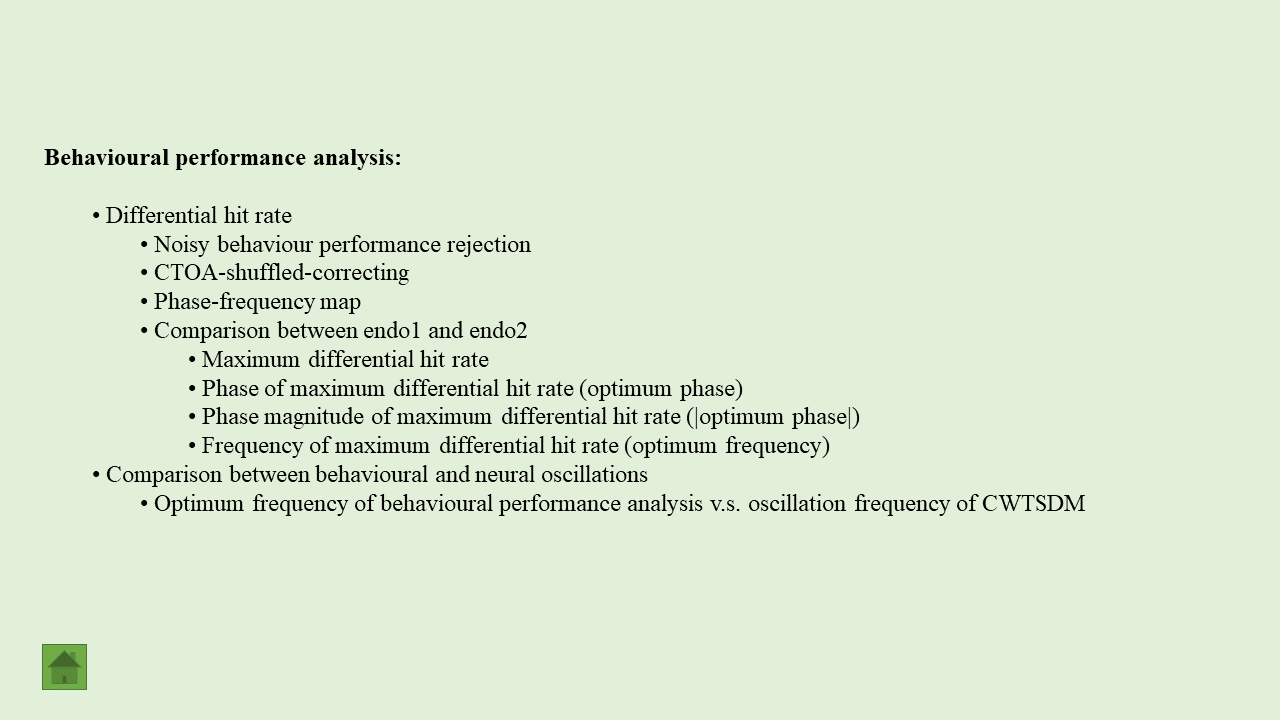 Behavioural performance analysis:
• Differential hit rate
• Noisy behaviour performance rejection
• CTOA-shuffled-correcting
• Phase-frequency map
• Comparison between endo1 and endo2
• Maximum differential hit rate
• Phase of maximum differential hit rate (optimum phase)
• Phase magnitude of maximum differential hit rate (|optimum phase|)
• Frequency of maximum differential hit rate (optimum frequency)
• Comparison between behavioural and neural oscillations
• Optimum frequency of behavioural performance analysis v.s. oscillation frequency of CWTSDM